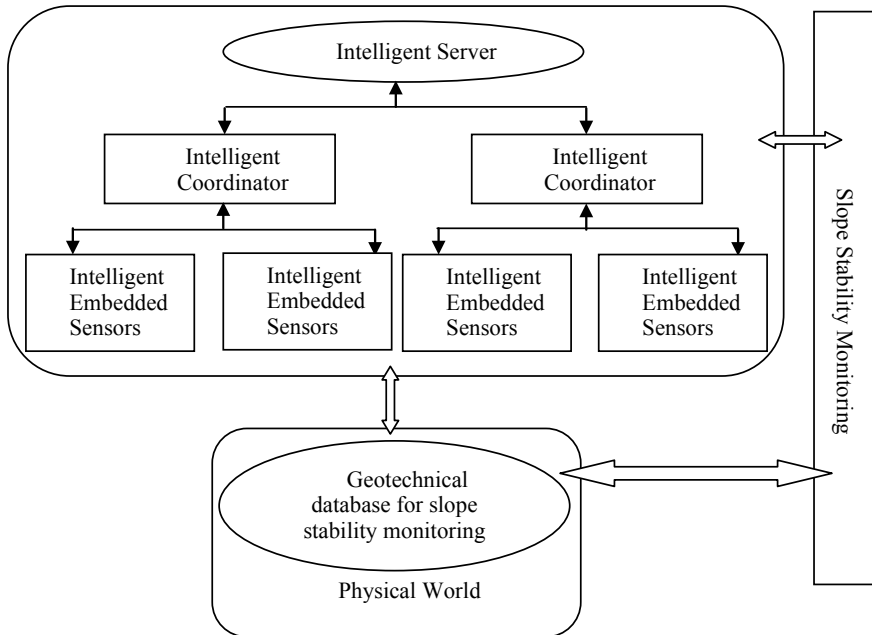 Intelligent Server
Intelligent
Coordinator
Intelligent
Coordinator
Intelligent
Embedded
Sensors
Intelligent
Embedded
Sensors
Intelligent
Embedded
Sensors
Intelligent
Embedded
Sensors
Slope Stability Monitoring
Geotechnical
database for slope
stability monitoring
Physical World